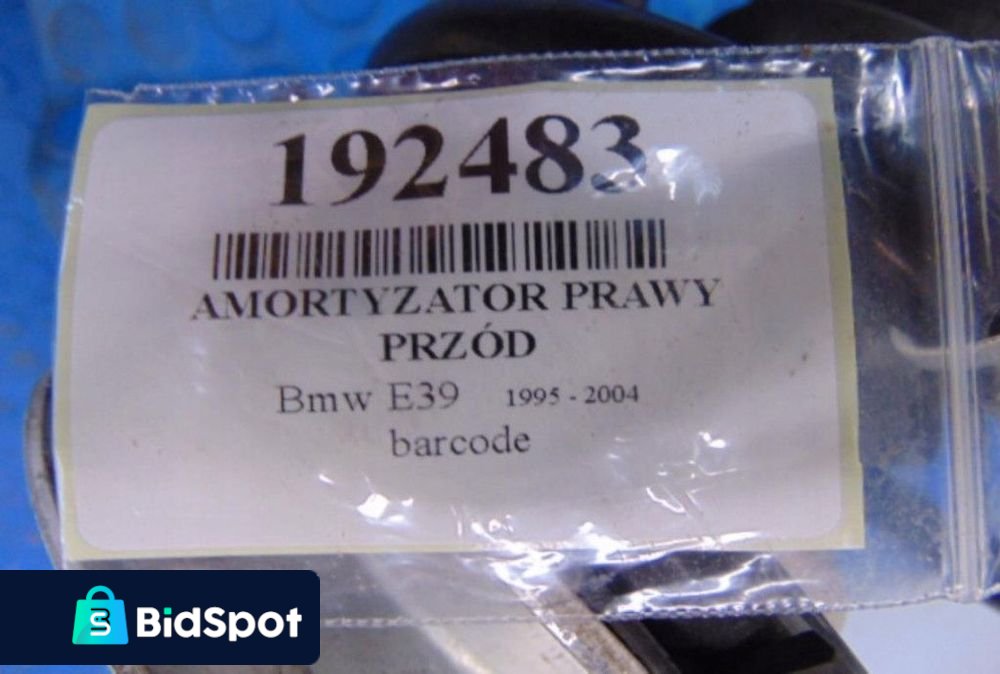 192483
AMORTYZATOR PRAWY
PRZÓD
Bmw E39 1995 - 2004
barcode
BidSpot